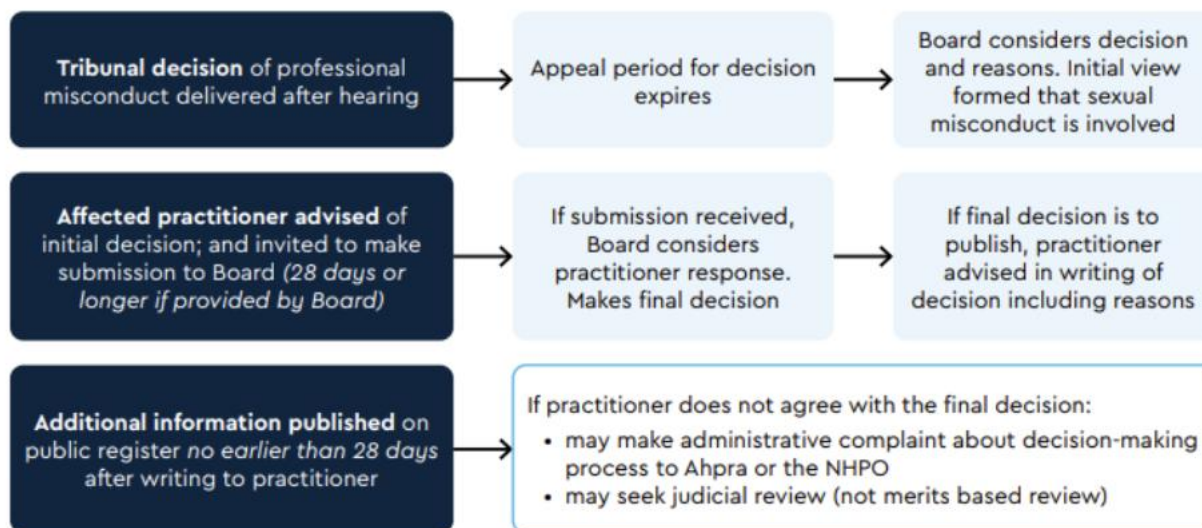 Tribunal decision of professional
misconduct delivered after hearing
Appeal period for decision
expires
Board considers decision
and reasons. Initial view
formed that sexual
misconduct is involved
Affected practitioner advised of
initial decision; and invited to make
submission to Board (28 days or
longer if provided by Board)
If submission received,
Board considers
practitioner response.
Makes final decision
If final decision is to
publish, practitioner
advised in writing of
decision including reasons
Additional information published on
public register no earlier than 28 days
after writing to practitioner
If practitioner does not agree with the final decision:
• may make administrative complaint about decision-making
process to Ahpra or the NHPO
• may seek judicial review (not merits based review)